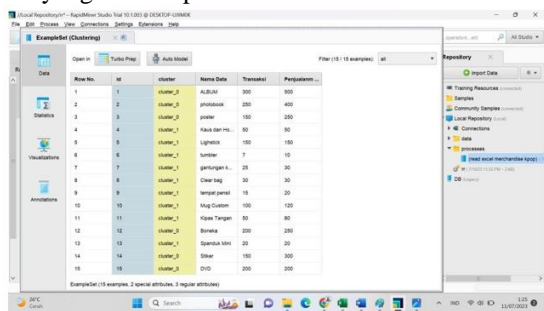 //Local Repository/r* – RapidMiner Studio Trial 10.1.003 @ DESKTOP-U9IM0K
File Edit Process View Connections Settings Extensions Help
ExampleSet (Clustering)
All Studio
Open in Turbo Prep Auto Model Filter (15 / 15 examples): all
Data
Statistics
Visualizations
Annotations
Row No. id cluster Nama Data Transaksi Penjualanm ...
1 1 cluster_0 ALBUM 300 500
2 2 cluster_0 photobook 250 400
3 3 cluster_0 poster 150 250
4 4 cluster_1 Kaus dan Ho... 50 50
5 5 cluster_0 Lighstick 150 150
6 6 cluster_1 tumbler 7 10
7 7 cluster_1 gantungan k... 25 30
8 8 cluster_1 Clear bag 30 30
9 9 cluster_1 tempat pensil 15 20
10 10 cluster_1 Mug Custom 100 120
11 11 cluster_1 Kipas Tangan 50 80
12 12 cluster_0 Boneka 200 250
13 13 cluster_1 Spanduk Mini 20 20
14 14 cluster_0 Stiker 150 300
15 15 cluster_0 DVD 200 200
ExampleSet (15 examples, 2 special attributes, 3 regular attributes)
Repository
Import Data
Training Resources (connected)
Samples
Community Samples (connected)
Local Repository (Local)
Connections
data
processes
(read excel merchandise kpop)
DB (Legacy)
26°C
Cerah
Search
IND
1:25
11/07/2023